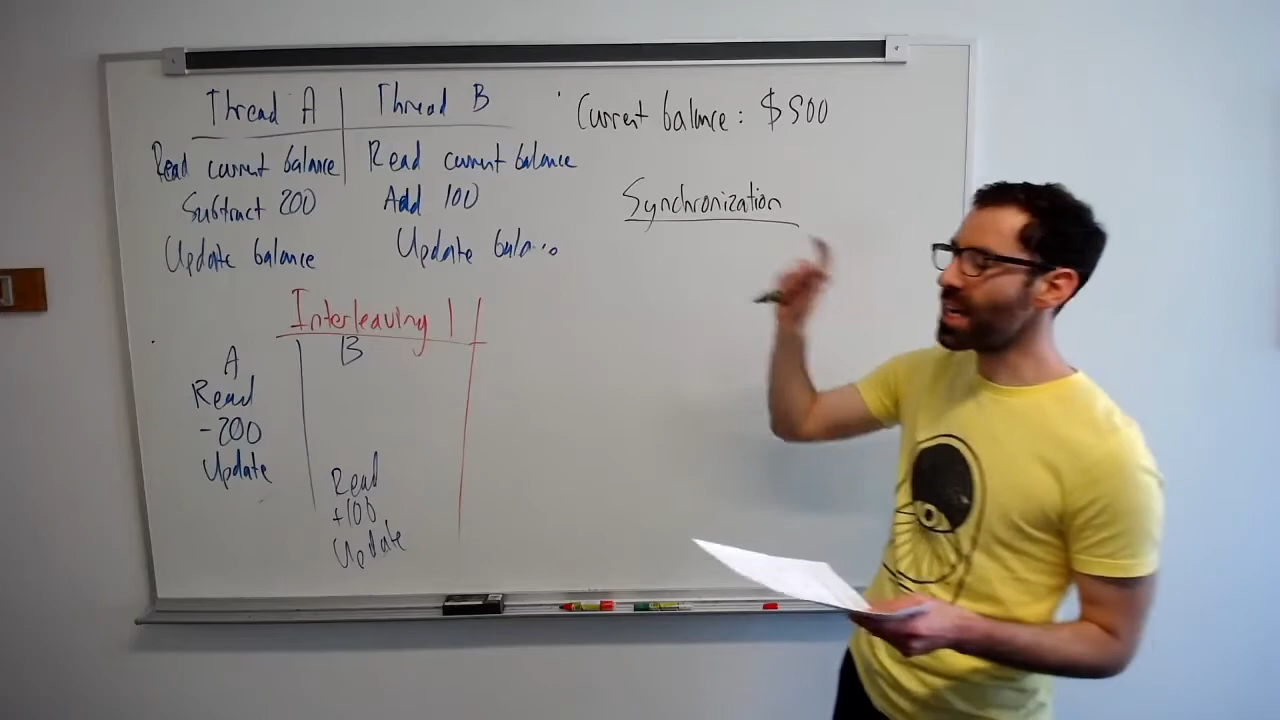 Thread A
Thread B
Current balance: $500
Read current balance
Read current balance
Subtract 200
Add 100
Synchronization
Update balance
Update bala...
Interleaving 1
A
B
Read
-200
Update
Read
+100
Update